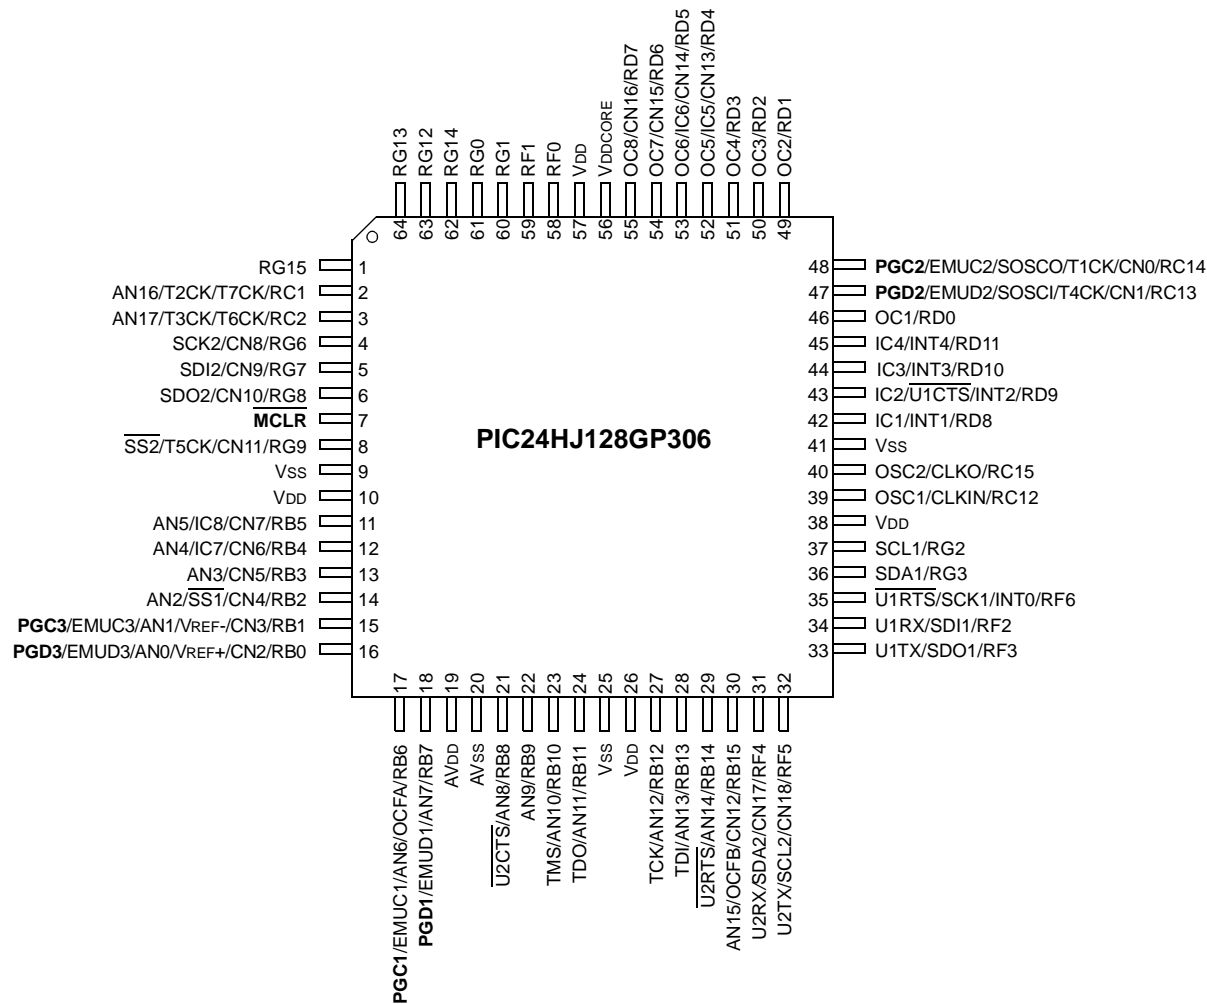 RG13
RG12
RG14
RG0
RG1
RF1
RF0
VDD
VDDCORE
OC8/CN16/RD7
OC7/CN15/RD6
OC6/IC6/CN14/RD5
OC5/IC5/CN13/RD4
OC4/RD3
OC3/RD2
OC2/RD1
64
63
62
61
60
59
58
57
56
55
54
53
52
51
50
49
RG15 1
AN16/T2CK/T7CK/RC1 2
AN17/T3CK/T6CK/RC2 3
SCK2/CN8/RG6 4
SDI2/CN9/RG7 5
SDO2/CN10/RG8 6
MCLR 7
SS2/T5CK/CN11/RG9 8
VSS 9
VDD 10
AN5/IC8/CN7/RB5 11
AN4/IC7/CN6/RB4 12
AN3/CN5/RB3 13
AN2/SS1/CN4/RB2 14
PGC3/EMUC3/AN1/VREF-/CN3/RB1 15
PGD3/EMUD3/AN0/VREF+/CN2/RB0 16
PIC24HJ128GP306
48 PGC2/EMUC2/SOSCO/T1CK/CN0/RC14
47 PGD2/EMUD2/SOSCI/T4CK/CN1/RC13
46 OC1/RD0
45 IC4/INT4/RD11
44 IC3/INT3/RD10
43 IC2/U1CTS/INT2/RD9
42 IC1/INT1/RD8
41 VSS
40 OSC2/CLKO/RC15
39 OSC1/CLKIN/RC12
38 VDD
37 SCL1/RG2
36 SDA1/RG3
35 U1RTS/SCK1/INT0/RF6
34 U1RX/SDI1/RF2
33 U1TX/SDO1/RF3
17
18
19
20
21
22
23
24
25
26
27
28
29
30
31
32
PGC1/EMUC1/AN6/OCFA/RB6
PGD1/EMUD1/AN7/RB7
AVDD
AVSS
U2CTS/AN8/RB8
AN9/RB9
TMS/AN10/RB10
TDO/AN11/RB11
VSS
VDD
TCK/AN12/RB12
TDI/AN13/RB13
U2RTS/AN14/RB14
AN15/OCFB/CN12/RB15
U2RX/SDA2/CN17/RF4
U2TX/SCL2/CN18/RF5